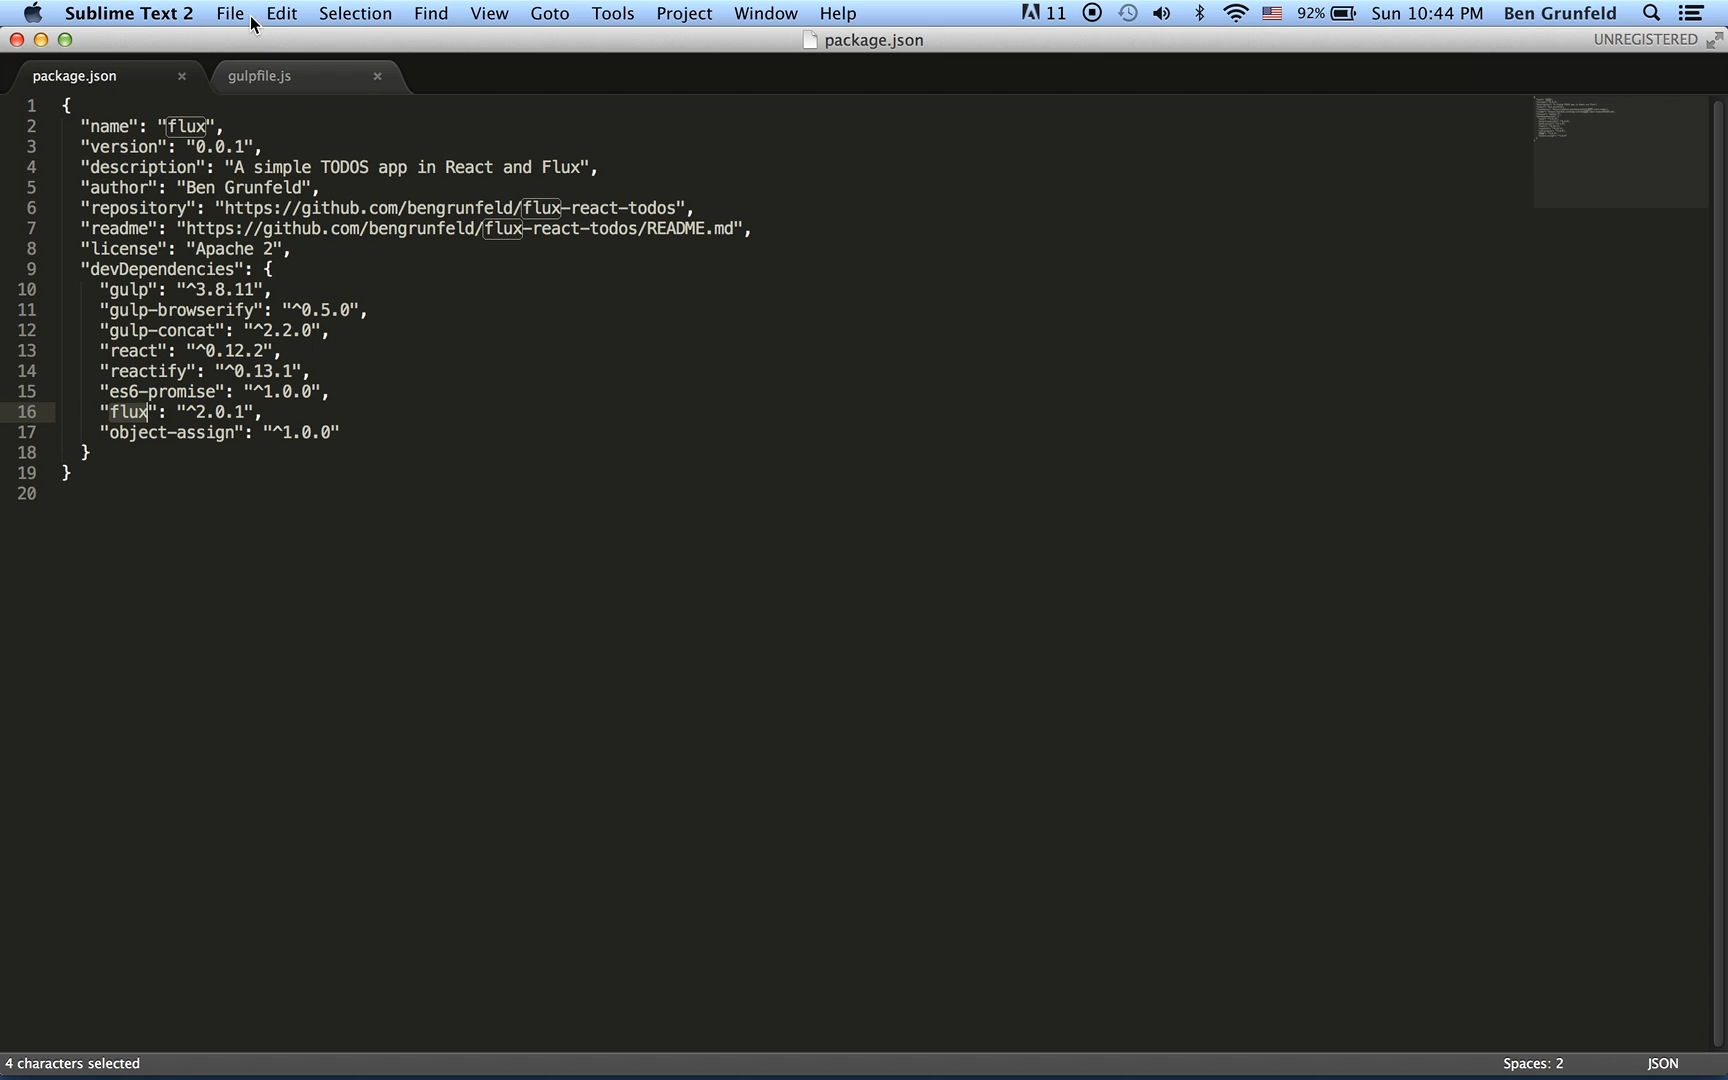 Sublime Text 2 File Edit Selection Find View Goto Tools Project Window Help 11 92% Sun 10:44 PM Ben Grunfeld
package.json UNREGISTERED
package.json × gulpfile.js ×
1 {
2 "name": "flux",
3 "version": "0.0.1",
4 "description": "A simple TODOS app in React and Flux",
5 "author": "Ben Grunfeld",
6 "repository": "https://github.com/bengrunfeld/flux-react-todos",
7 "readme": "https://github.com/bengrunfeld/flux-react-todos/README.md",
8 "license": "Apache 2",
9 "devDependencies": {
10 "gulp": "^3.8.11",
11 "gulp-browserify": "^0.5.0",
12 "gulp-concat": "^2.2.0",
13 "react": "^0.12.2",
14 "reactify": "^0.13.1",
15 "es6-promise": "^1.0.0",
16 "flux": "^2.0.1",
17 "object-assign": "^1.0.0"
18 }
19 }
20
4 characters selected Spaces: 2 JSON